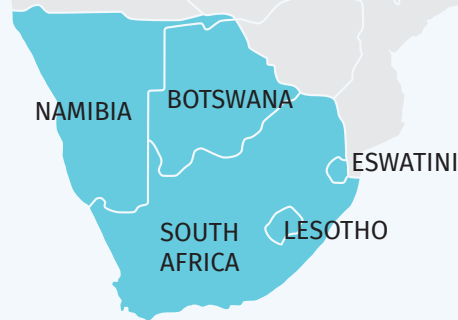 NAMIBIA
BOTSWANA
ESWATINI
SOUTH
AFRICA
LESOTHO